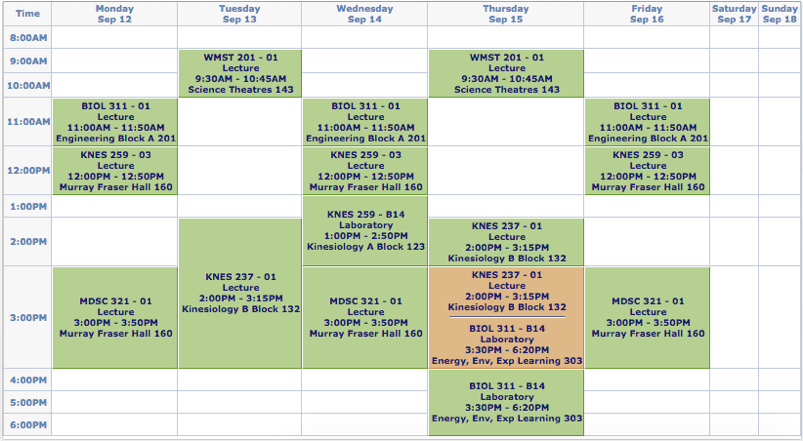 Time
Monday
Sep 12
Tuesday
Sep 13
Wednesday
Sep 14
Thursday
Sep 15
Friday
Sep 16
Saturday
Sep 17
Sunday
Sep 18
8:00AM
9:00AM
WMST 201 - 01
Lecture
9:30AM - 10:45AM
Science Theatres 143
WMST 201 - 01
Lecture
9:30AM - 10:45AM
Science Theatres 143
10:00AM
11:00AM
BIOL 311 - 01
Lecture
11:00AM - 11:50AM
Engineering Block A 201
BIOL 311 - 01
Lecture
11:00AM - 11:50AM
Engineering Block A 201
BIOL 311 - 01
Lecture
11:00AM - 11:50AM
Engineering Block A 201
12:00PM
KNES 259 - 03
Lecture
12:00PM - 12:50PM
Murray Fraser Hall 160
KNES 259 - 03
Lecture
12:00PM - 12:50PM
Murray Fraser Hall 160
KNES 259 - 03
Lecture
12:00PM - 12:50PM
Murray Fraser Hall 160
1:00PM
KNES 259 - B14
Laboratory
1:00PM - 2:50PM
Kinesiology A Block 123
2:00PM
KNES 237 - 01
Lecture
2:00PM - 3:15PM
Kinesiology B Block 132
KNES 237 - 01
Lecture
2:00PM - 3:15PM
Kinesiology B Block 132
3:00PM
MDSC 321 - 01
Lecture
3:00PM - 3:50PM
Murray Fraser Hall 160
MDSC 321 - 01
Lecture
3:00PM - 3:50PM
Murray Fraser Hall 160
KNES 237 - 01
Lecture
2:00PM - 3:15PM
Kinesiology B Block 132
BIOL 311 - B14
Laboratory
3:30PM - 6:20PM
Energy, Env, Exp Learning 303
MDSC 321 - 01
Lecture
3:00PM - 3:50PM
Murray Fraser Hall 160
4:00PM
BIOL 311 - B14
Laboratory
3:30PM - 6:20PM
Energy, Env, Exp Learning 303
5:00PM
6:00PM